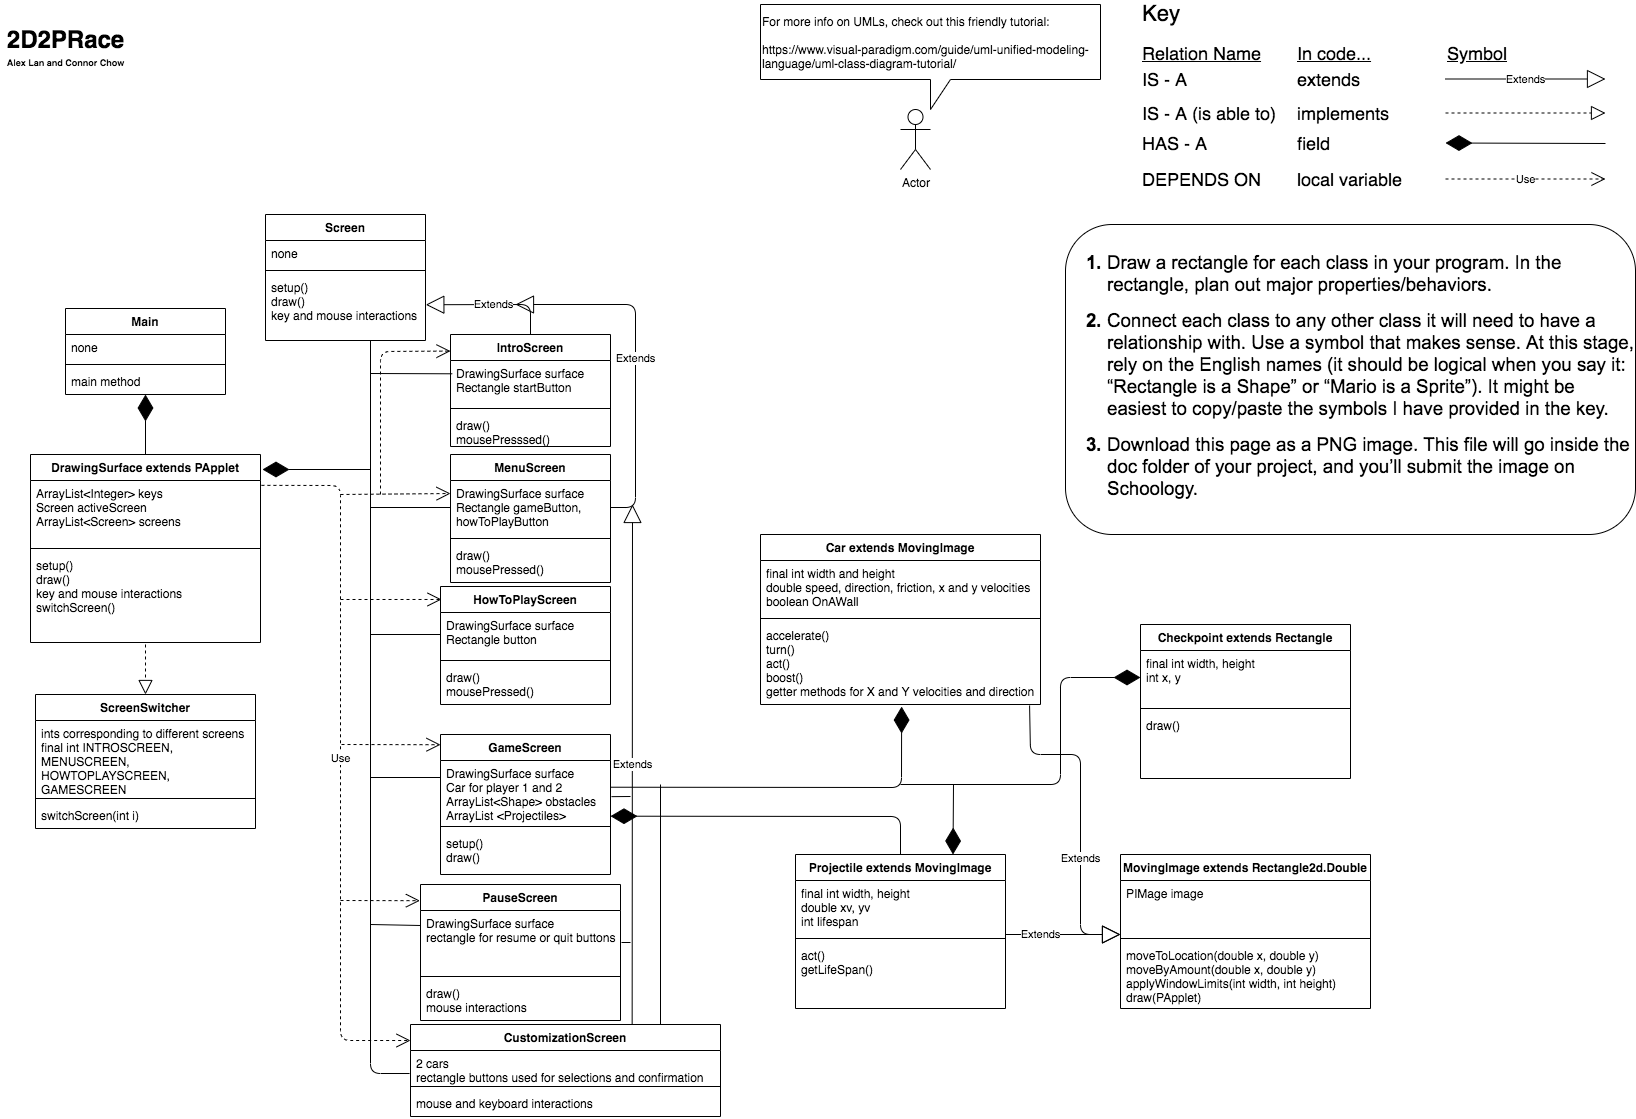 2D2PRace
Alex Lan and Connor Chow
For more info on UMLs, check out this friendly tutorial:
https://www.visual-paradigm.com/guide/uml-unified-modeling-
language/uml-class-diagram-tutorial/
Actor
Key
Relation Name In code... Symbol
IS - A extends Extends
IS - A (is able to) implements
HAS - A field
DEPENDS ON local variable Use
1. Draw a rectangle for each class in your program. In the
rectangle, plan out major properties/behaviors.
2. Connect each class to any other class it will need to have a
relationship with. Use a symbol that makes sense. At this stage,
rely on the English names (it should be logical when you say it:
“Rectangle is a Shape” or “Mario is a Sprite”). It might be
easiest to copy/paste the symbols I have provided in the key.
3. Download this page as a PNG image. This file will go inside the
doc folder of your project, and you’ll submit the image on
Schoology.
Screen
none
setup()
draw()
key and mouse interactions
Extends
Extends
Main
none
main method
DrawingSurface extends PApplet
ArrayList<Integer> keys
Screen activeScreen
ArrayList<Screen> screens
setup()
draw()
key and mouse interactions
switchScreen()
ScreenSwitcher
ints corresponding to different screens
final int INTROSCREEN,
MENUSCREEN,
HOWTOPLAYSCREEN,
GAMESCREEN
switchScreen(int i)
Use
IntroScreen
DrawingSurface surface
Rectangle startButton
draw()
mousePresssed()
MenuScreen
DrawingSurface surface
Rectangle gameButton,
howToPlayButton
draw()
mousePressed()
HowToPlayScreen
DrawingSurface surface
Rectangle button
draw()
mousePressed()
GameScreen
DrawingSurface surface
Car for player 1 and 2
ArrayList<Shape> obstacles
ArrayList <Projectiles>
setup()
draw()
Extends
PauseScreen
DrawingSurface surface
rectangle for resume or quit buttons
draw()
mouse interactions
CustomizationScreen
2 cars
rectangle buttons used for selections and confirmation
mouse and keyboard interactions
Car extends MovingImage
final int width and height
double speed, direction, friction, x and y velocities
boolean OnAWall
accelerate()
turn()
act()
boost()
getter methods for X and Y velocities and direction
Checkpoint extends Rectangle
final int width, height
int x, y
draw()
Projectile extends MovingImage
final int width, height
double xv, yv
int lifespan
act()
getLifeSpan()
Extends
Extends
MovingImage extends Rectangle2d.Double
PIMage image
moveToLocation(double x, double y)
moveByAmount(double x, double y)
applyWindowLimits(int width, int height)
draw(PApplet)